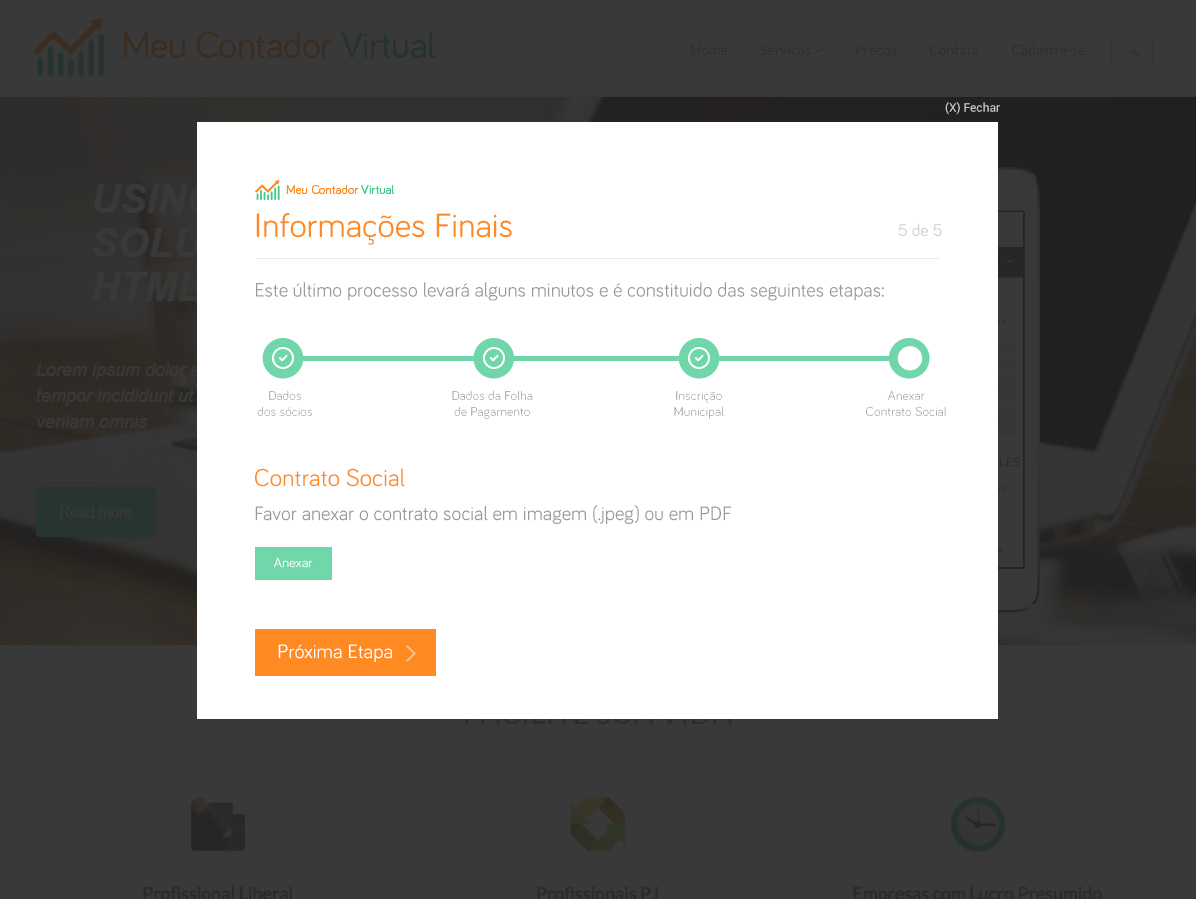 Meu Contador Virtual
Home Serviços Preços Contato Cadastre-se
(X) Fechar
USING
SOLU
HTML
Lorem ipsum dolor a
tempor incididunt ut
veniam omnis
Read more
Meu Contador Virtual
Informações Finais
5 de 5
Este último processo levará alguns minutos e é constituido das seguintes etapas:
Dados
dos sócios
Dados da Folha
de Pagamento
Inscrição
Municipal
Anexar
Contrato Social
Contrato Social
Favor anexar o contrato social em imagem (.jpeg) ou em PDF
Anexar
Próxima Etapa
FACILITE SUA VIDA
Profissional Liberal
Profissionais PJ
Empresas com Lucro Presumido